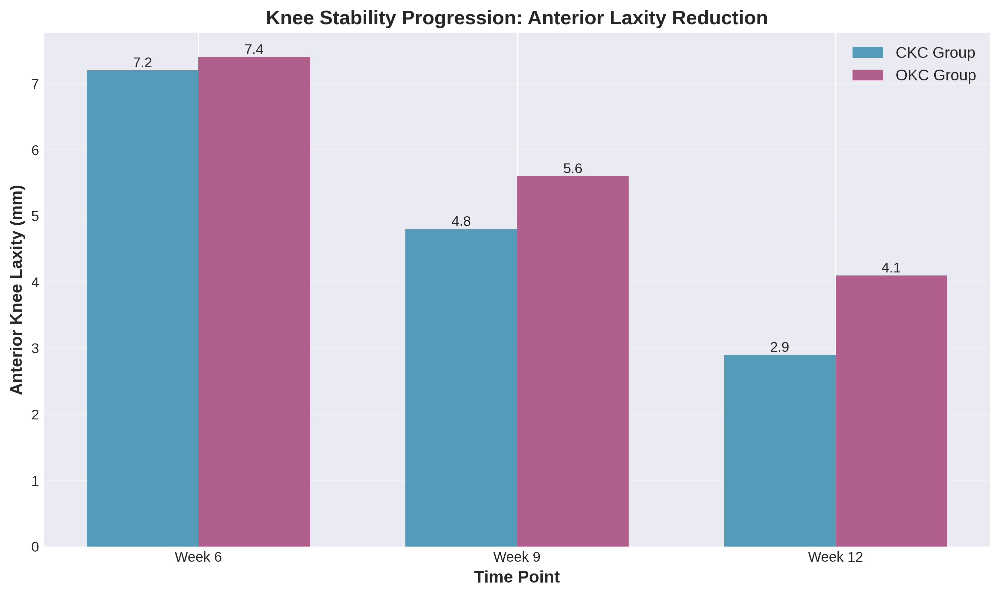 Knee Stability Progression: Anterior Laxity Reduction
CKC Group
OKC Group
Anterior Knee Laxity (mm)
7
6
5
4
3
2
1
0
7.2
7.4
4.8
5.6
2.9
4.1
Week 6
Week 9
Week 12
Time Point